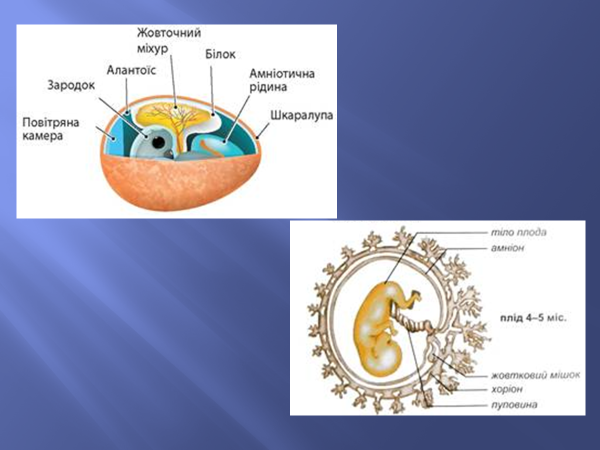 Жовточний
міхур
Білок
Алантоїс
Амніотична
рідина
Зародок
Шкаралупа
Повітряна
камера
тіло плода
амніон
плід 4–5 міс.
жовтковий мішок
хоріон
пуповина